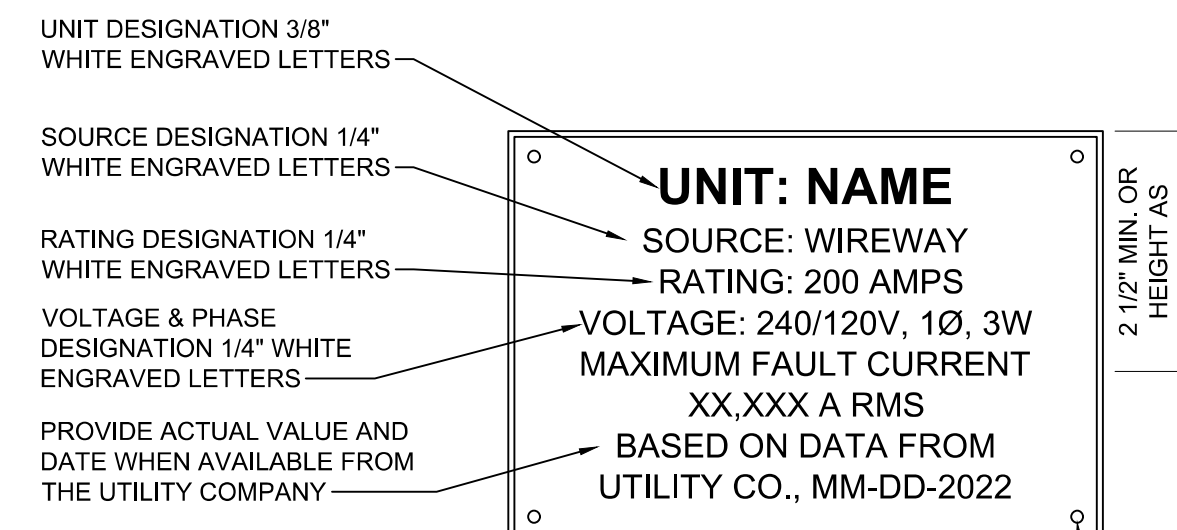 UNIT DESIGNATION 3/8"
WHITE ENGRAVED LETTERS
SOURCE DESIGNATION 1/4"
WHITE ENGRAVED LETTERS
RATING DESIGNATION 1/4"
WHITE ENGRAVED LETTERS
VOLTAGE & PHASE
DESIGNATION 1/4" WHITE
ENGRAVED LETTERS
PROVIDE ACTUAL VALUE AND
DATE WHEN AVAILABLE FROM
THE UTILITY COMPANY
UNIT: NAME
SOURCE: WIREWAY
RATING: 200 AMPS
VOLTAGE: 240/120V, 1Ø, 3W
MAXIMUM FAULT CURRENT
XX,XXX A RMS
BASED ON DATA FROM
UTILITY CO., MM-DD-2022
2 1/2" MIN. OR
HEIGHT AS